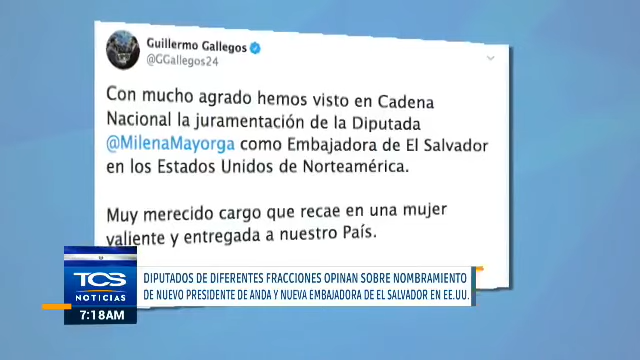 Guillermo Gallegos
@GGallegos24
Con mucho agrado hemos visto en Cadena
Nacional la juramentación de la Diputada
@MilenaMayorga como Embajadora de El Salvador
en los Estados Unidos de Norteamérica.
Muy merecido cargo que recae en una mujer
valiente y entregada a nuestro País.
TCS
NOTICIAS
7:18AM
DIPUTADOS DE DIFERENTES FRACCIONES OPINAN SOBRE NOMBRAMIENTO
DE NUEVO PRESIDENTE DE ANDA Y NUEVA EMBAJADORA DE EL SALVADOR EN EE.UU.